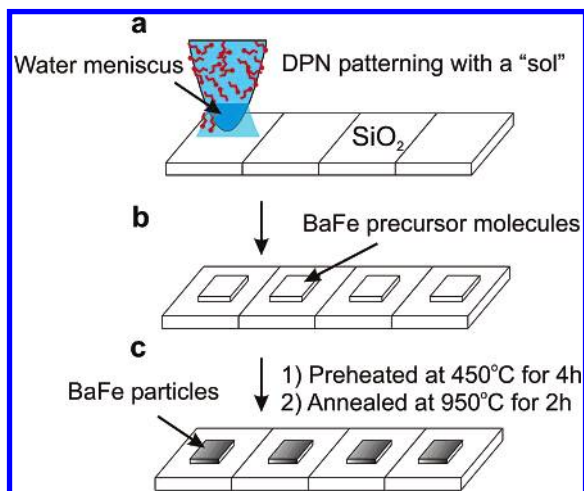 a
Water meniscus
DPN patterning with a “sol”
SiO₂
b
BaFe precursor molecules
c
1) Preheated at 450°C for 4h
2) Annealed at 950°C for 2h
BaFe particles